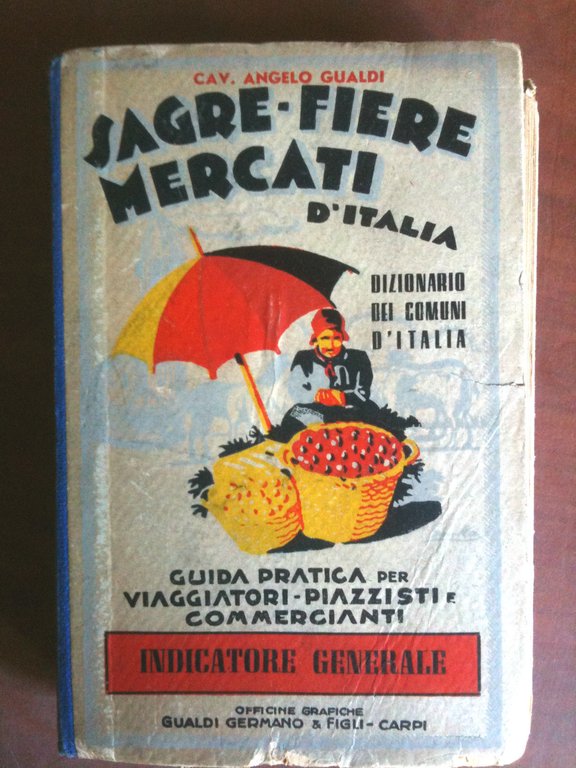 CAV. ANGELO GUALDI
SAGRE-FIERE
MERCATI
D'ITALIA
DIZIONARIO
DEI COMUNI
D'ITALIA
GUIDA PRATICA PER
VIAGGIATORI-PIAZZISTI E
COMMERCIANTI
INDICATORE GENERALE
OFFICINE GRAFICHE
GUALDI GERMANO & FIGLI-CARPI